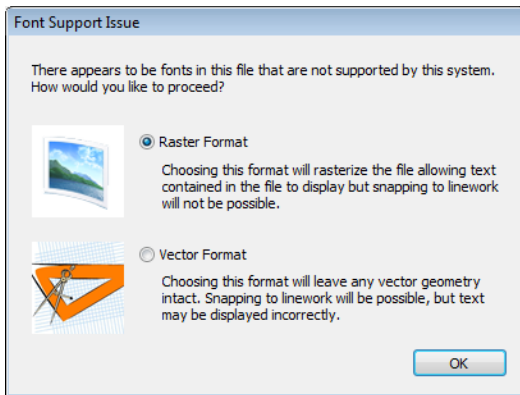 Font Support Issue
There appears to be fonts in this file that are not supported by this system.
How would you like to proceed?
Raster Format
Choosing this format will rasterize the file allowing text
contained in the file to display but snapping to linework
will not be possible.
Vector Format
Choosing this format will leave any vector geometry
intact. Snapping to linework will be possible, but text
may be displayed incorrectly.
OK